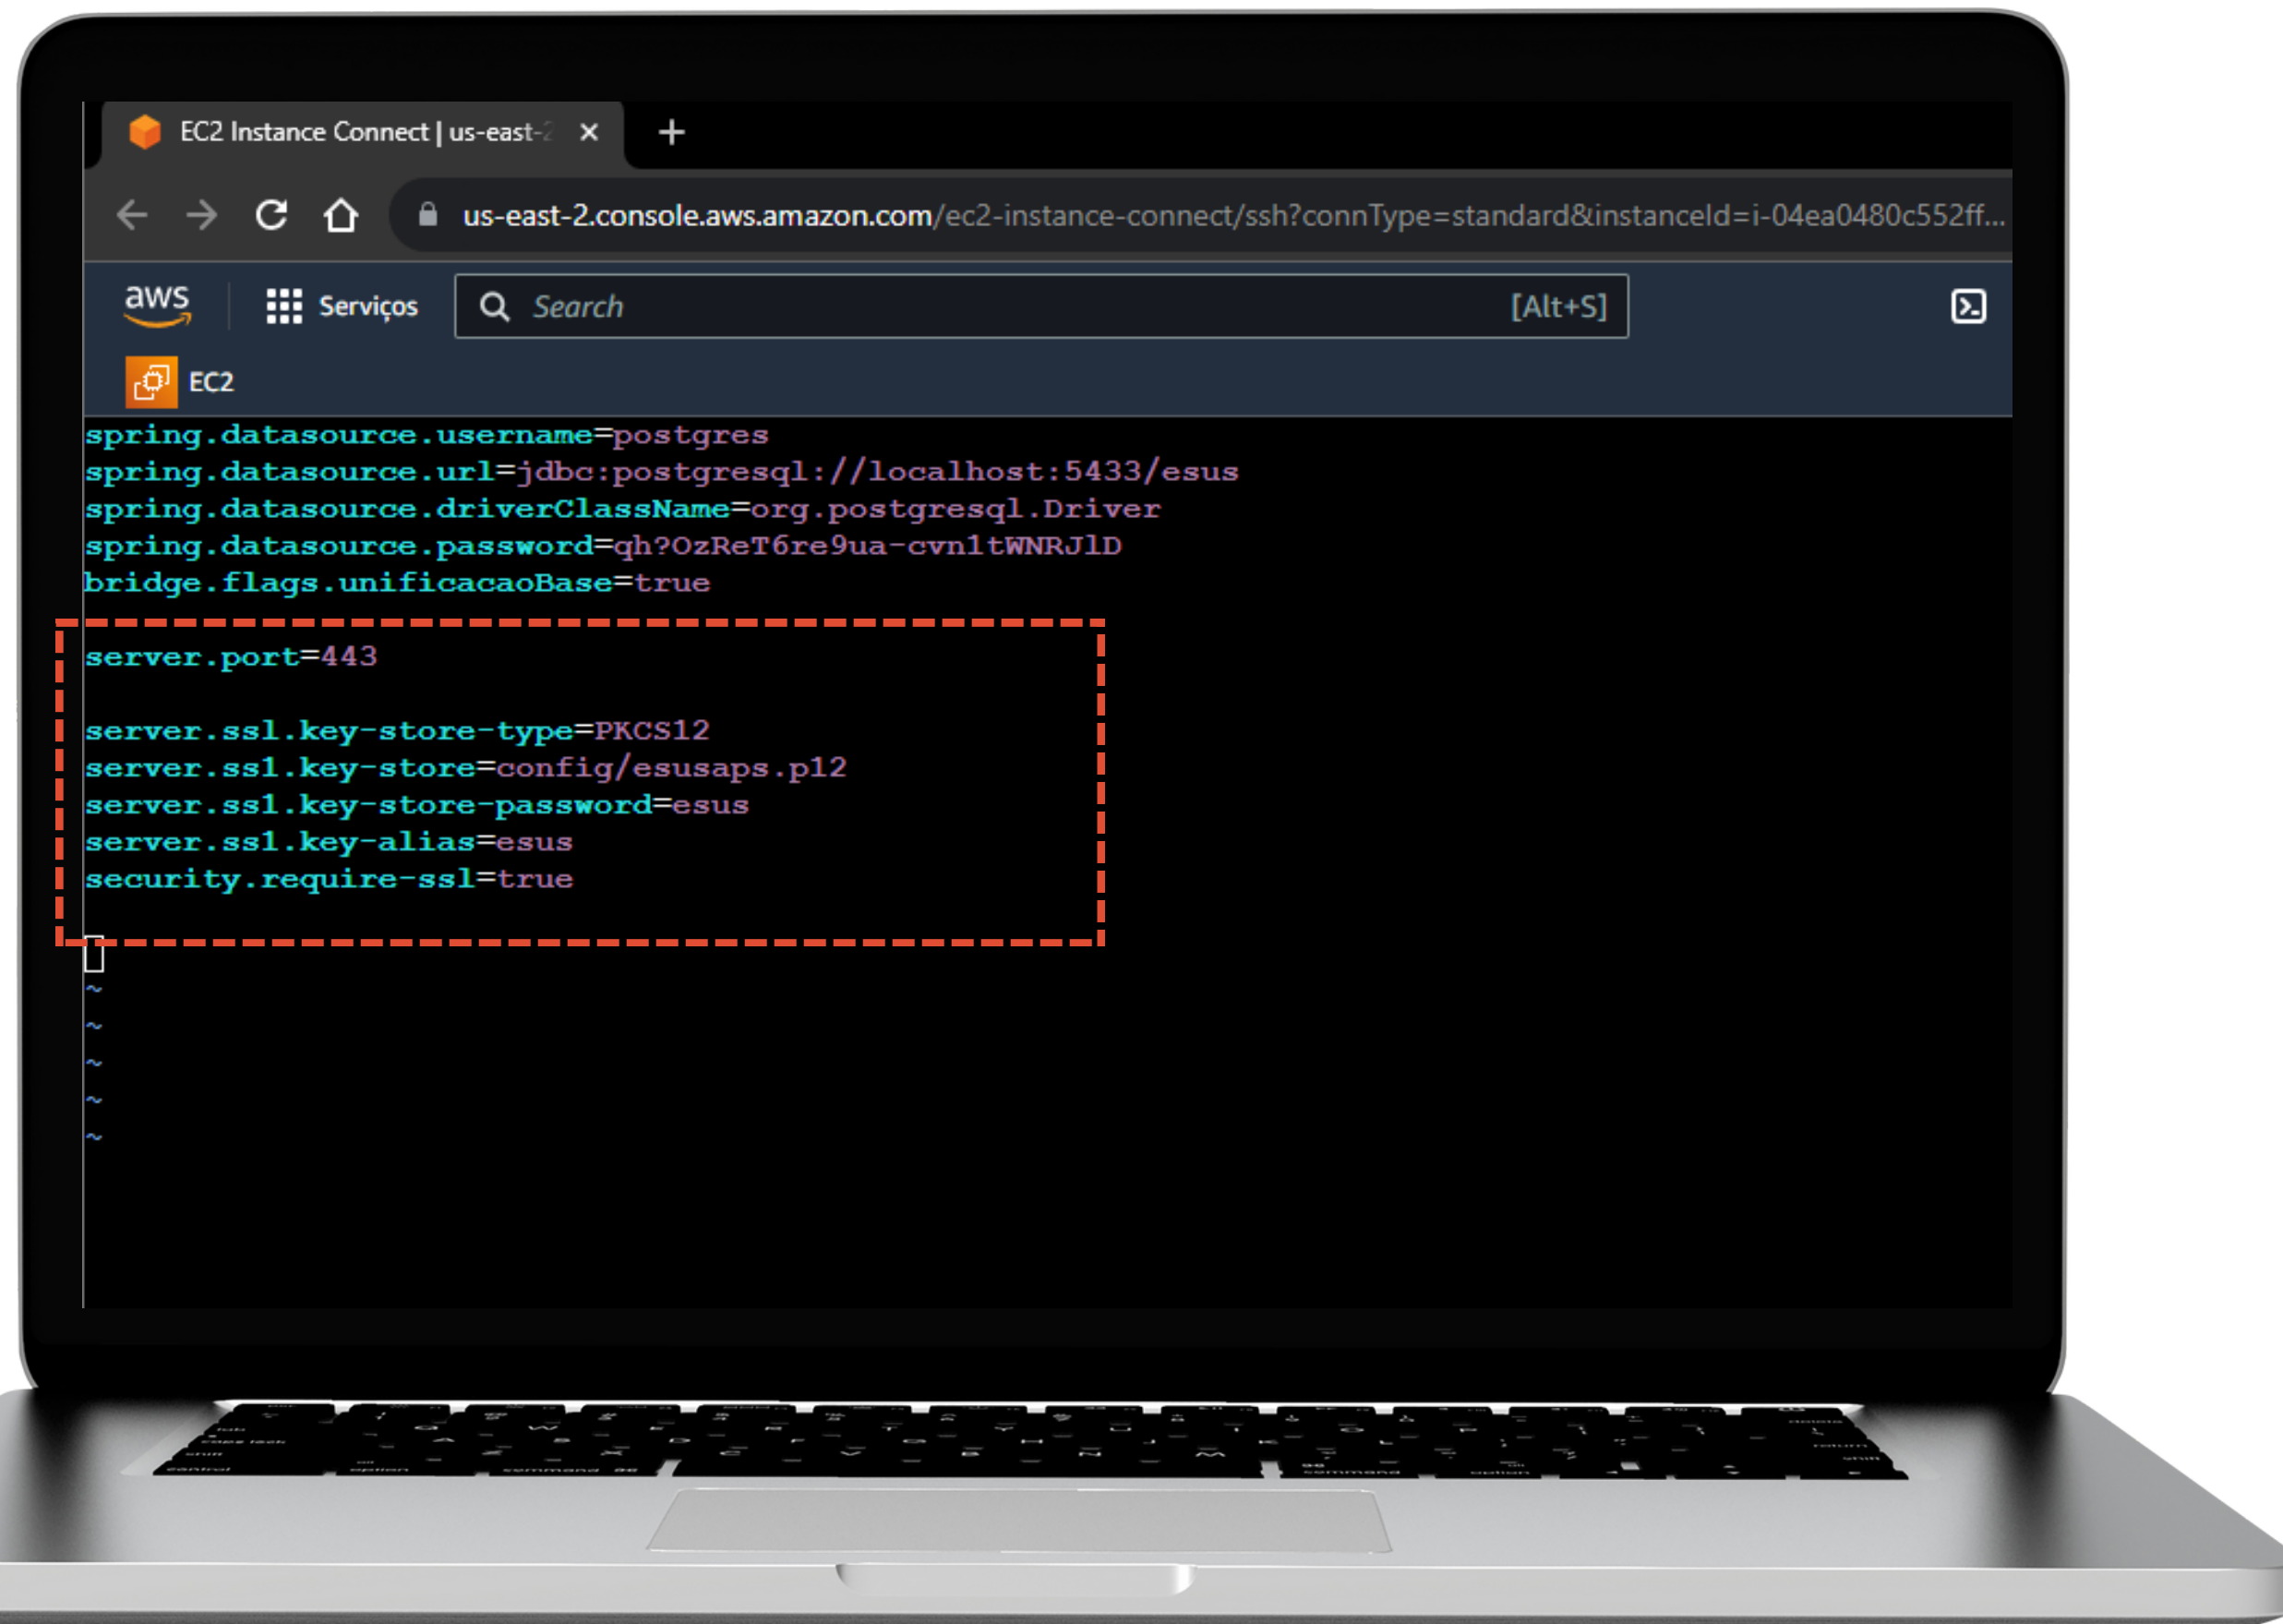 EC2 Instance Connect | us-east-2
us-east-2.console.aws.amazon.com/ec2-instance-connect/ssh?connType=standard&instanceId=i-04ea0480c552ff...
aws
Serviços
Search
[Alt+S]
EC2
spring.datasource.username=postgres
spring.datasource.url=jdbc:postgresql://localhost:5433/esus
spring.datasource.driverClassName=org.postgresql.Driver
spring.datasource.password=qh?OzReT6re9ua-cvn1tWNRJlD
bridge.flags.unificacaoBase=true
server.port=443
server.ssl.key-store-type=PKCS12
server.ssl.key-store=config/esusaps.p12
server.ssl.key-store-password=esus
server.ssl.key-alias=esus
security.require-ssl=true
~
~
~
~
~